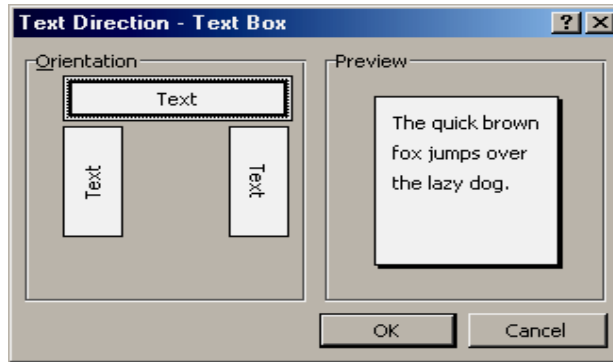 Text Direction - Text Box
Orientation
Text
Text
Text
Preview
The quick brown
fox jumps over
the lazy dog.
OK
Cancel